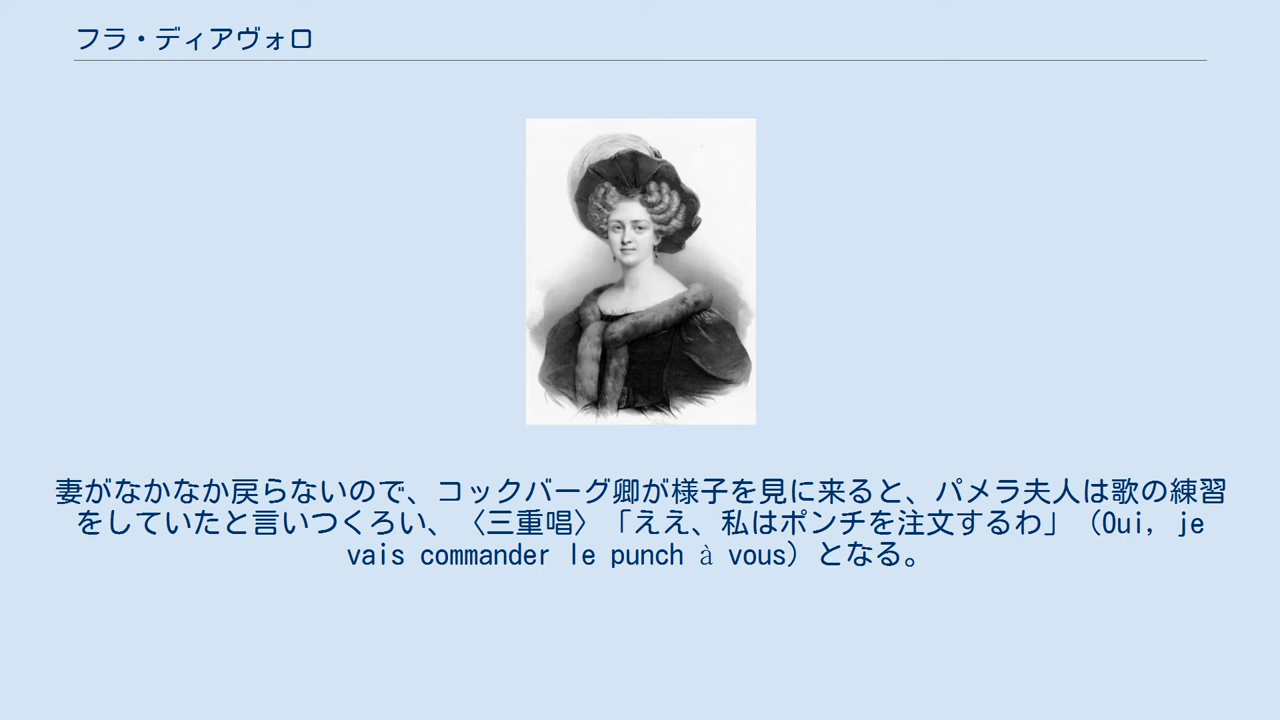 フラ・ディアヴォロ
妻がなかなか戻らないので、コックバーグ卿が様子を見に来ると、パメラ夫人は歌の練習
をしていたと言いつくろい、〈三重唱〉「ええ、私はポンチを注文するわ」（Oui, je
vais commander le punch à vous）となる。